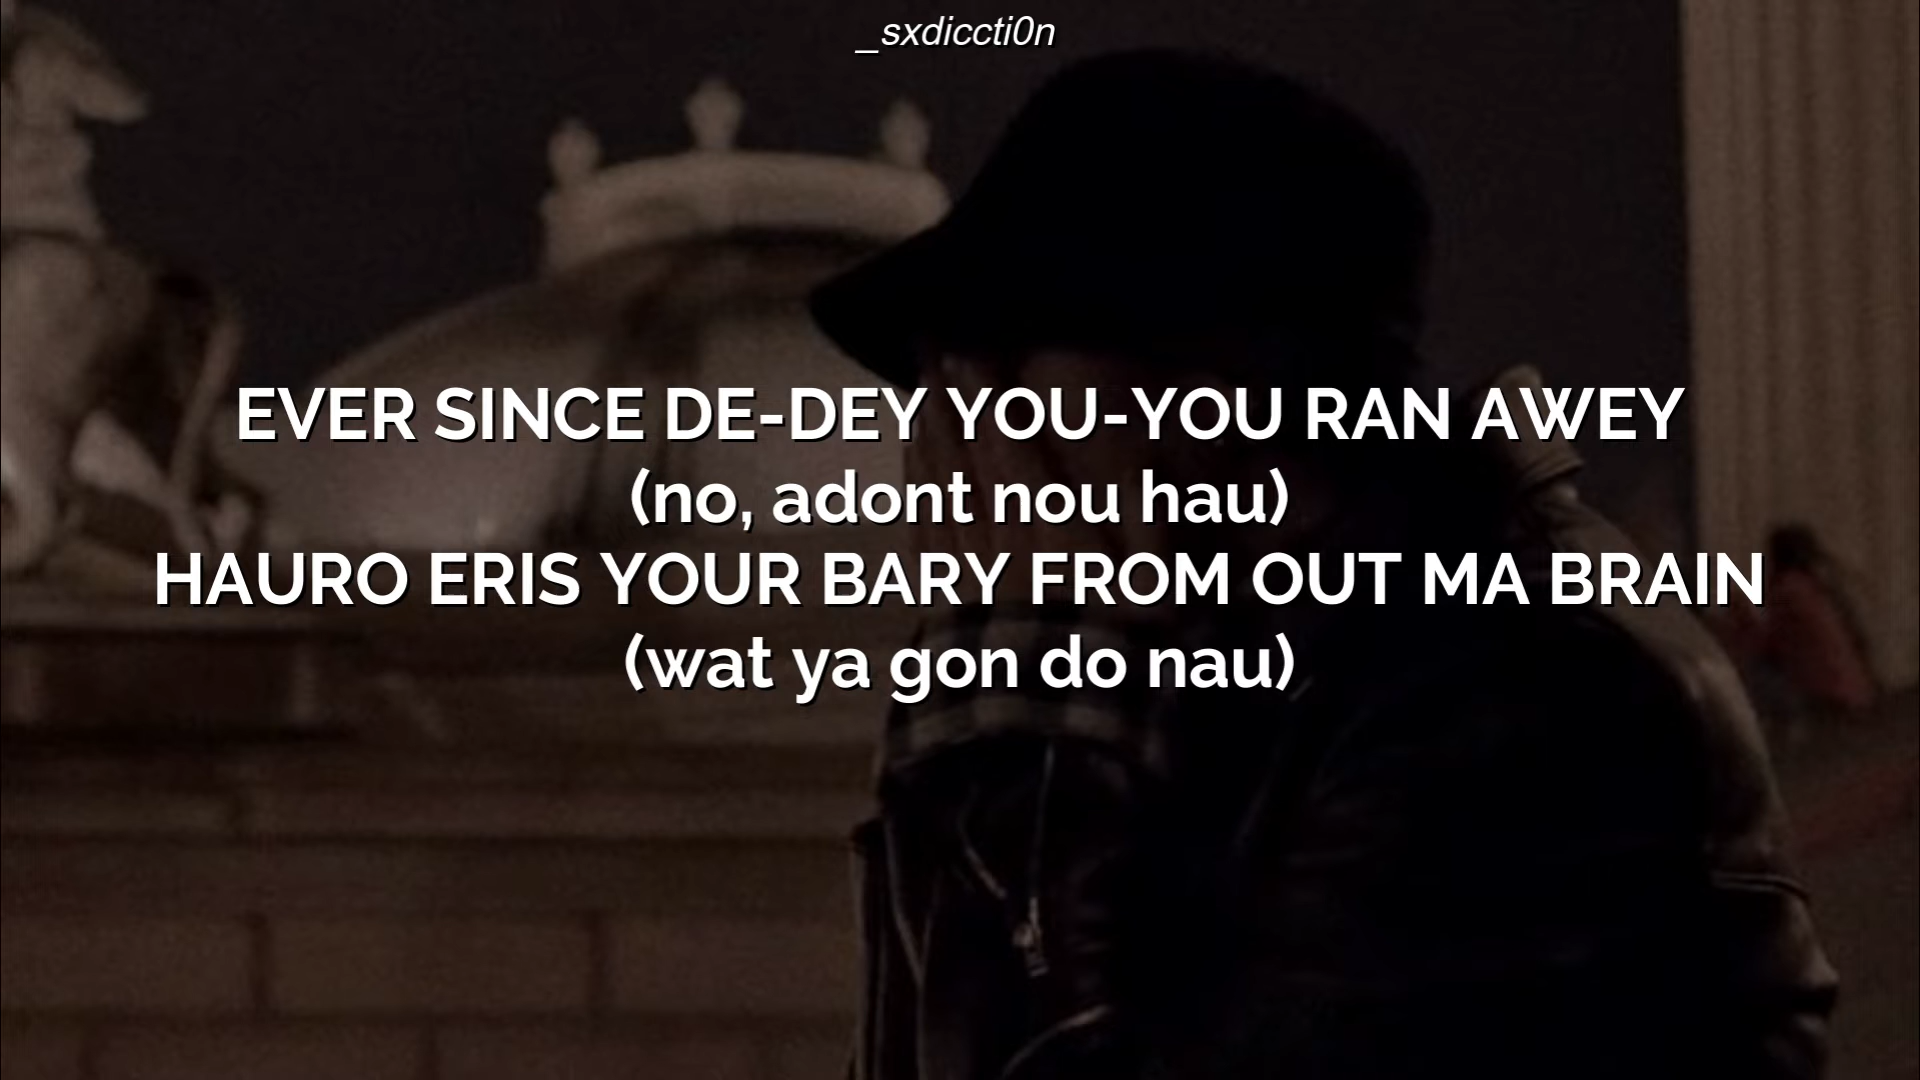 _sxdiccti0n
EVER SINCE DE-DEY YOU-YOU RAN AWEY
(no, adont nou hau)
HAURO ERIS YOUR BARY FROM OUT MA BRAIN
(wat ya gon do nau)